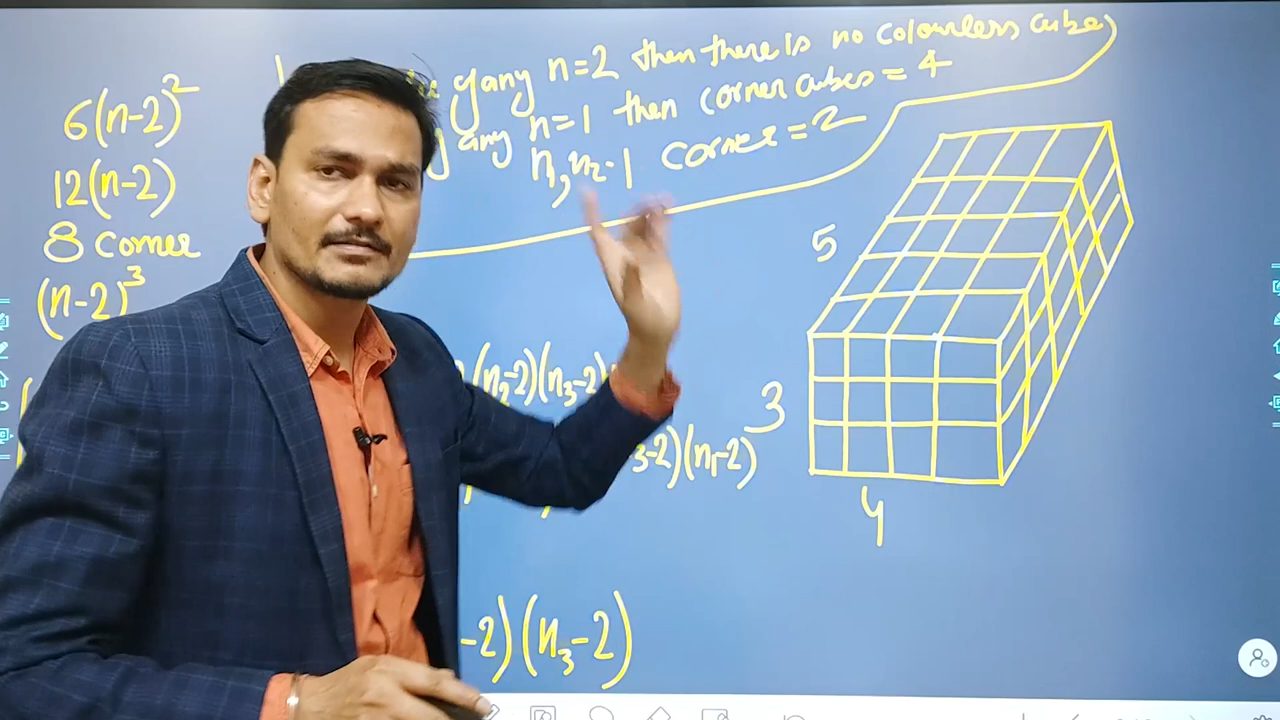 6(n-2)²
12(n-2)
8 Corner
(n-2)³
any n=2 then there is no colourless cube
any n=1 then corner cubes = 4
n₁,n₂-1 corner = 2
5
(n₂-2)(n₃-2)
3
3-2)(n₁-2)
4
-2)(n₃-2)